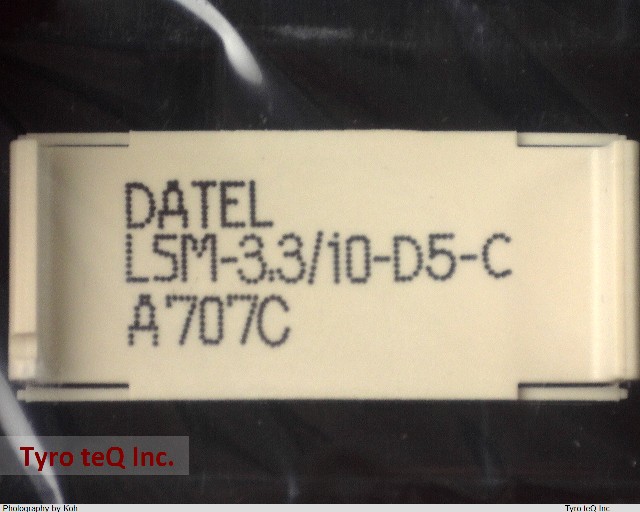 DATEL
LSM-3.3/10-D5-C
A707C
Tyro teQ Inc.
Photography by Koh
Tyro teQ Inc.